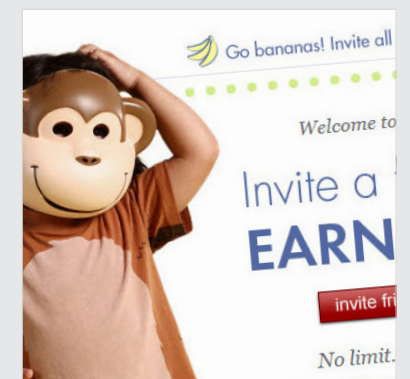 Go bananas! Invite all
Welcome to
Invite a
EARN
invite fri
No limit.